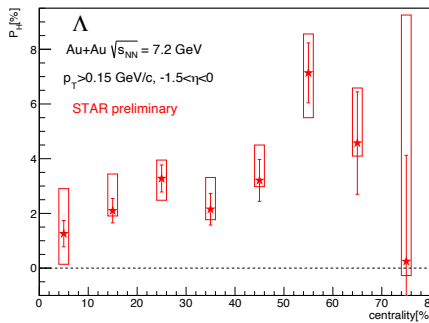 P_H[%]
Λ
Au+Au √s_NN = 7.2 GeV
p_T>0.15 GeV/c, -1.5<η<0
STAR preliminary
8
6
4
2
0
0 10 20 30 40 50 60 70 8
centrality[%